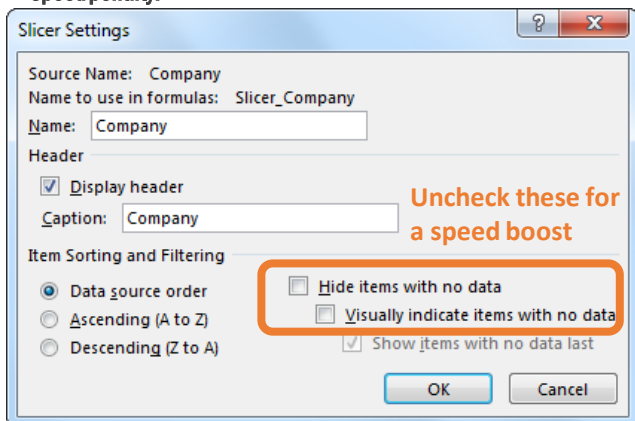 speed penalty.
Slicer Settings
Source Name: Company
Name to use in formulas: Slicer_Company
Name: Company
Header
Display header
Caption: Company
Uncheck these for
a speed boost
Item Sorting and Filtering
Data source order
Ascending (A to Z)
Descending (Z to A)
Hide items with no data
Visually indicate items with no data
Show items with no data last
OK
Cancel